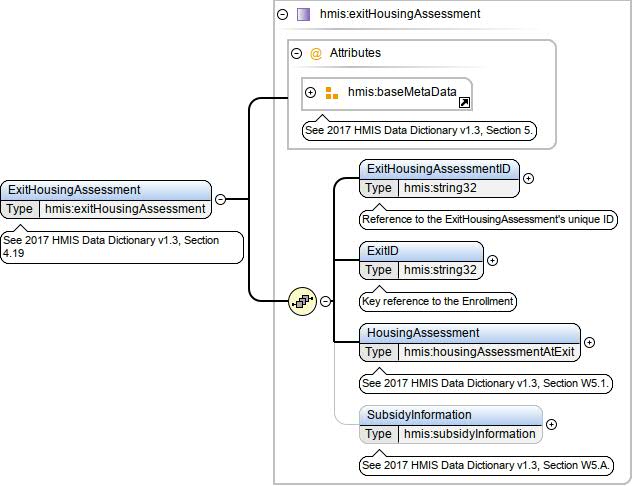 hmis:exitHousingAssessment
@ Attributes
hmis:baseMetaData
See 2017 HMIS Data Dictionary v1.3, Section 5.
ExitHousingAssessment
Type hmis:exitHousingAssessment
See 2017 HMIS Data Dictionary v1.3, Section
4.19
ExitHousingAssessmentID
Type hmis:string32
Reference to the ExitHousingAssessment's unique ID
ExitID
Type hmis:string32
Key reference to the Enrollment
HousingAssessment
Type hmis:housingAssessmentAtExit
See 2017 HMIS Data Dictionary v1.3, Section W5.1.
SubsidyInformation
Type hmis:subsidyInformation
See 2017 HMIS Data Dictionary v1.3, Section W5.A.